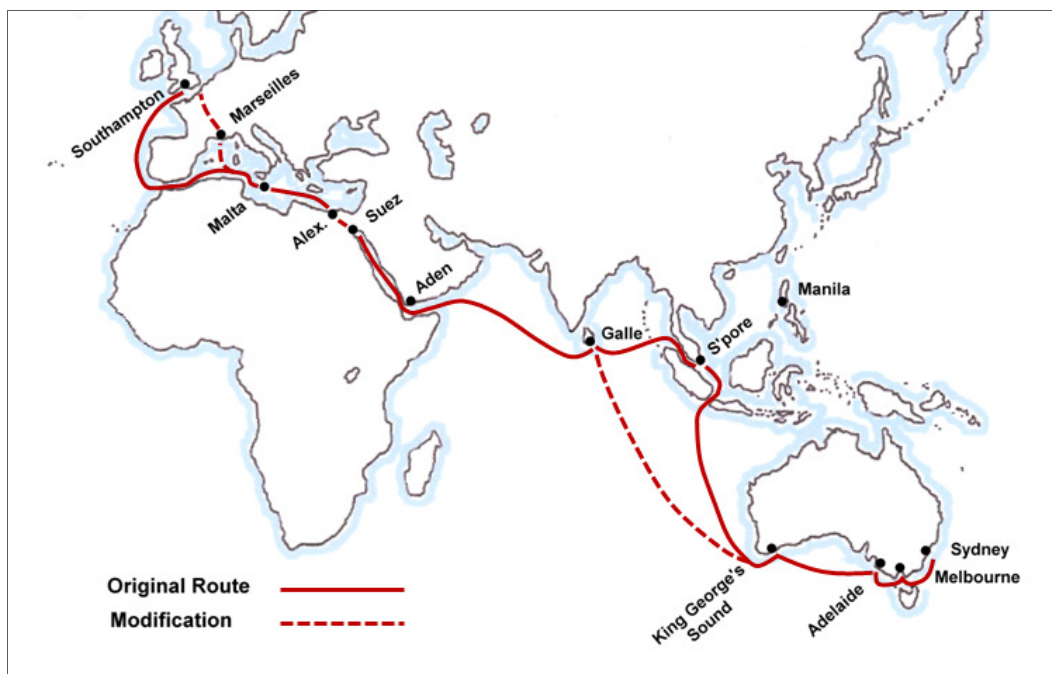 Southampton
Marseilles
Malta
Alex.
Suez
Aden
Galle
S'pore
Manila
King George's
Sound
Adelaide
Melbourne
Sydney
Original Route
Modification